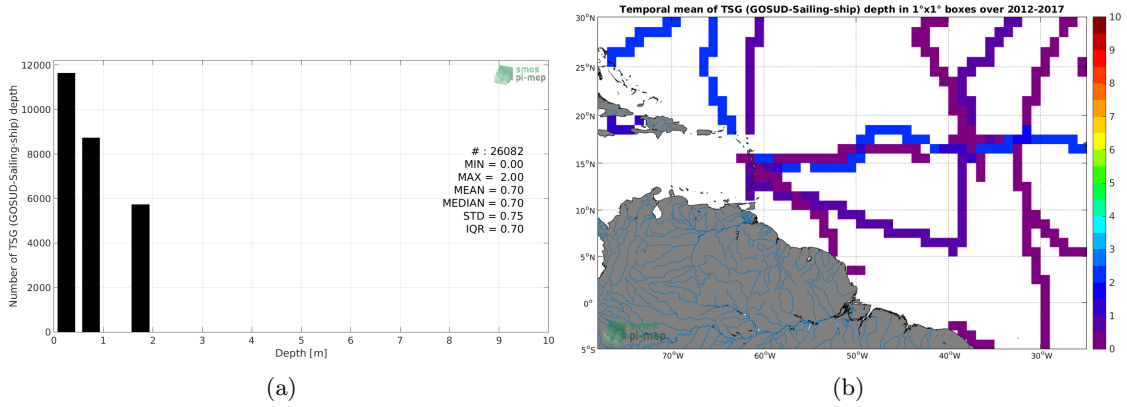 smos
pi-mep
Number of TSG (GOSUD-Sailing-ship) depth
12000
10000
8000
6000
4000
2000
0
# : 26082
MIN = 0.00
MAX = 2.00
MEAN = 0.70
MEDIAN = 0.70
STD = 0.75
IQR = 0.70
0 1 2 3 4 5 6 7 8 9 10
Depth [m]
(a)
Temporal mean of TSG (GOSUD-Sailing-ship) depth in 1°x1° boxes over 2012-2017
30°N
25°N
20°N
15°N
10°N
5°N
0°
5°S
70°W 60°W 50°W 40°W 30°W
smos
pi-mep
10
9
8
7
6
5
4
3
2
1
0
(b)